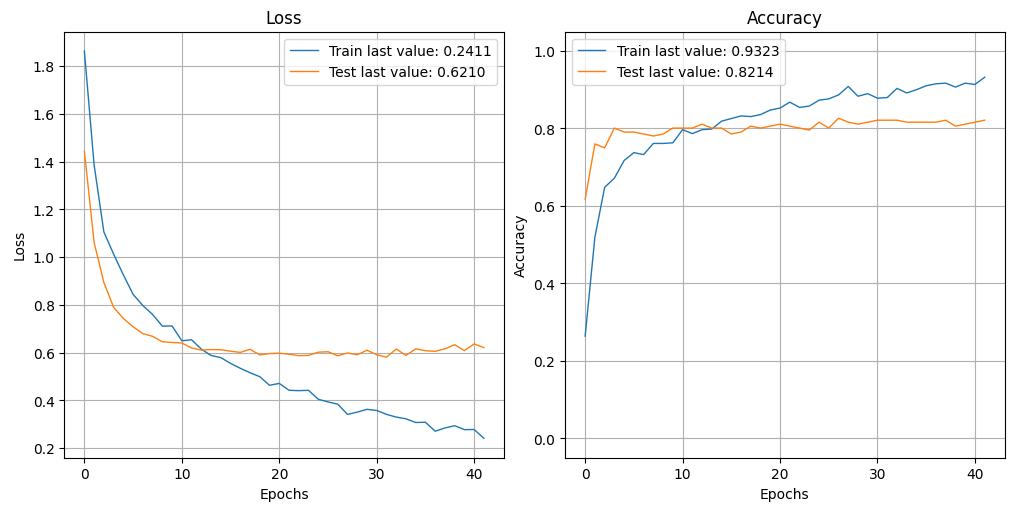 Loss
Train last value: 0.2411
Test last value: 0.6210
1.8
1.6
1.4
1.2
1.0
0.8
0.6
0.4
0.2
Loss
0
10
20
30
40
Epochs
Accuracy
Train last value: 0.9323
Test last value: 0.8214
1.0
0.8
0.6
0.4
0.2
0.0
Accuracy
0
10
20
30
40
Epochs